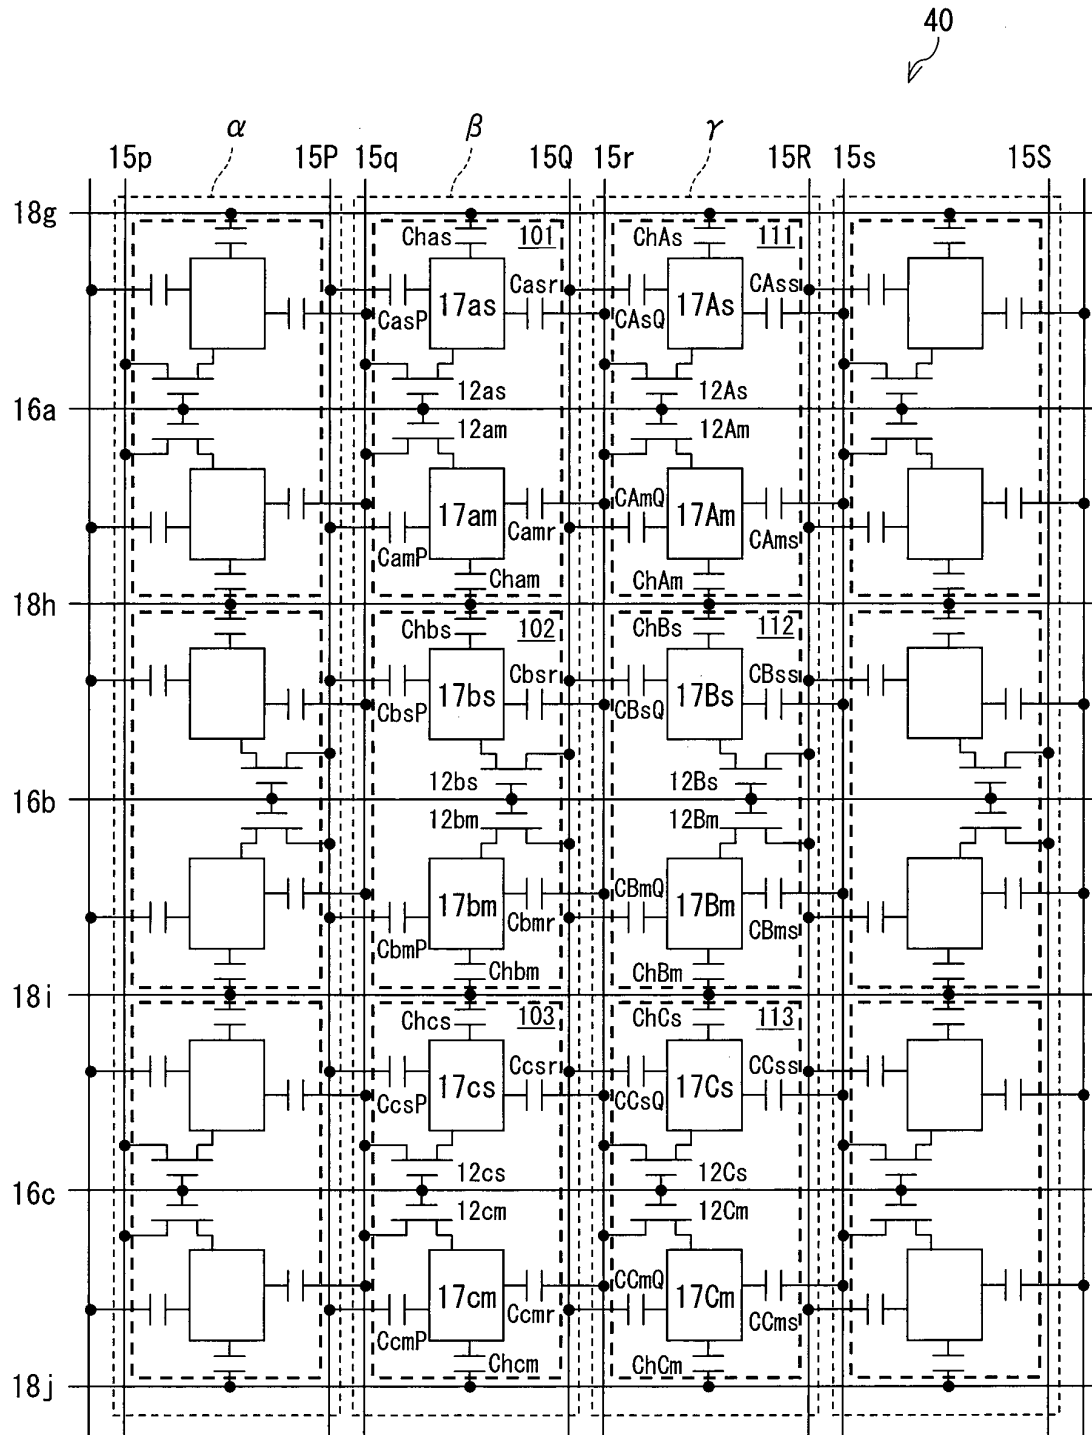 40
α β γ
15p 15P 15q 15Q 15r 15R 15s 15S
18g
Chas 101 ChAs 111
17as Casr 17As CAss
CasP CAsQ
12as 12As
16a
12am 12Am
17am CAmQ 17Am
CamP Camr CAms
Cham ChAm
18h
Chbs 102 ChBs 112
17bs Cbsr 17Bs CBss
CbsP CBsQ
12bs 12Bs
16b
12bm 12Bm
17bm CBmQ 17Bm
CbmP Cbmr CBms
Chbm ChBm
18i
Chcs 103 ChCs 113
17cs Ccsr 17Cs CCss
CcsP CCsQ
12cs 12Cs
16c
12cm 12Cm
17cm CCmQ 17Cm
CcmP Ccmr CCms
Chcm ChCm
18j